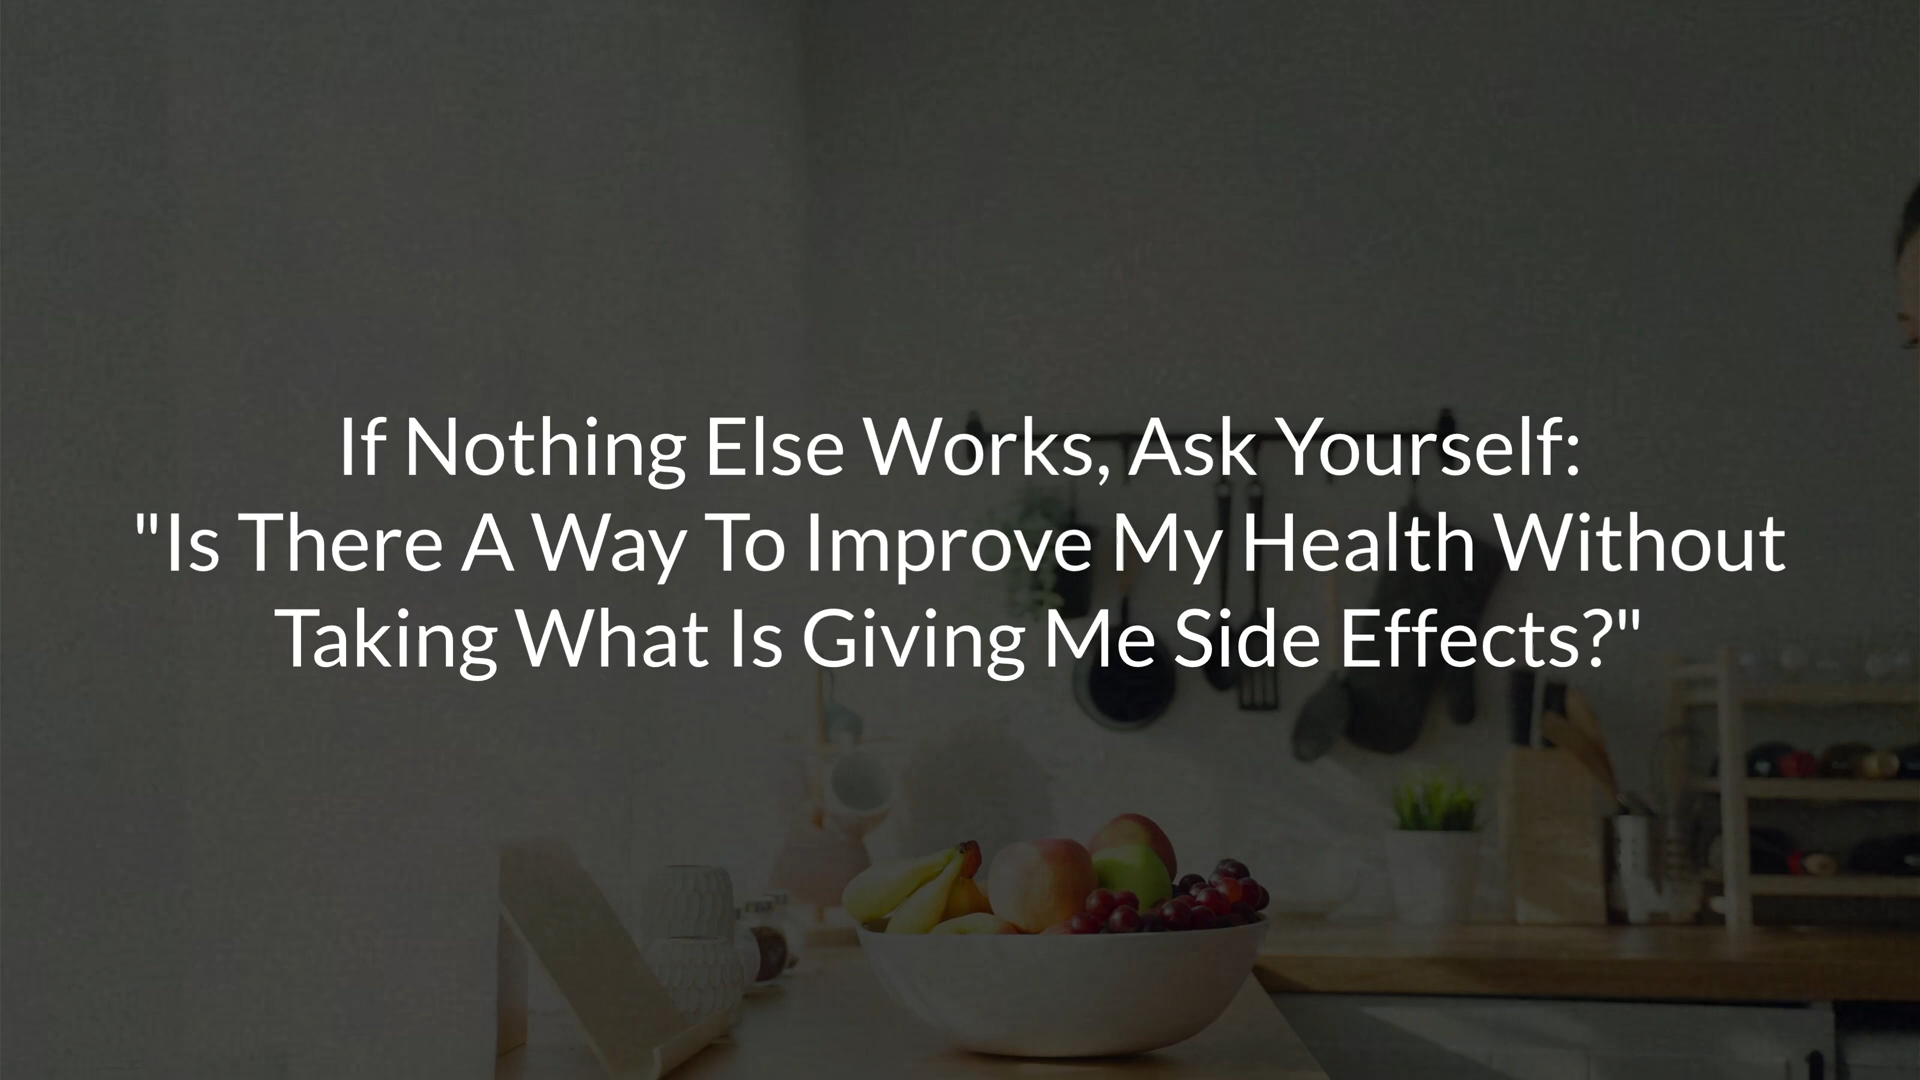 If Nothing Else Works, Ask Yourself:
"Is There A Way To Improve My Health Without
Taking What Is Giving Me Side Effects?"